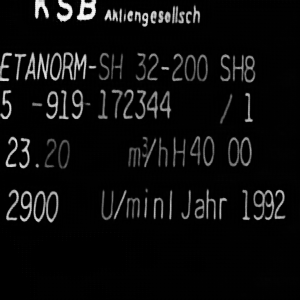 KSB Aktiengesellsch
ETANORM-SH 32-200 SH8
5 -919-172344 / 1
23.20 m³/h H 40 00
2900 U/min Jahr 1992